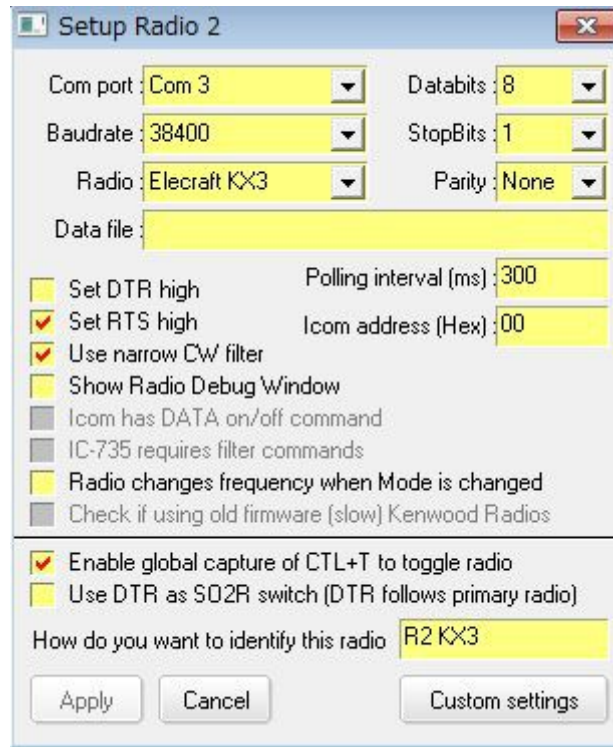 Setup Radio 2
Com port : Com 3 Databits : 8
Baudrate : 38400 StopBits : 1
Radio : Elecraft KX3 Parity : None
Data file :
Set DTR high Polling interval (ms) : 300
Set RTS high Icom address (Hex) : 00
Use narrow CW filter
Show Radio Debug Window
Icom has DATA on/off command
IC-735 requires filter commands
Radio changes frequency when Mode is changed
Check if using old firmware (slow) Kenwood Radios
Enable global capture of CTL+T to toggle radio
Use DTR as SO2R switch (DTR follows primary radio)
How do you want to identify this radio R2 KX3
Apply Cancel Custom settings